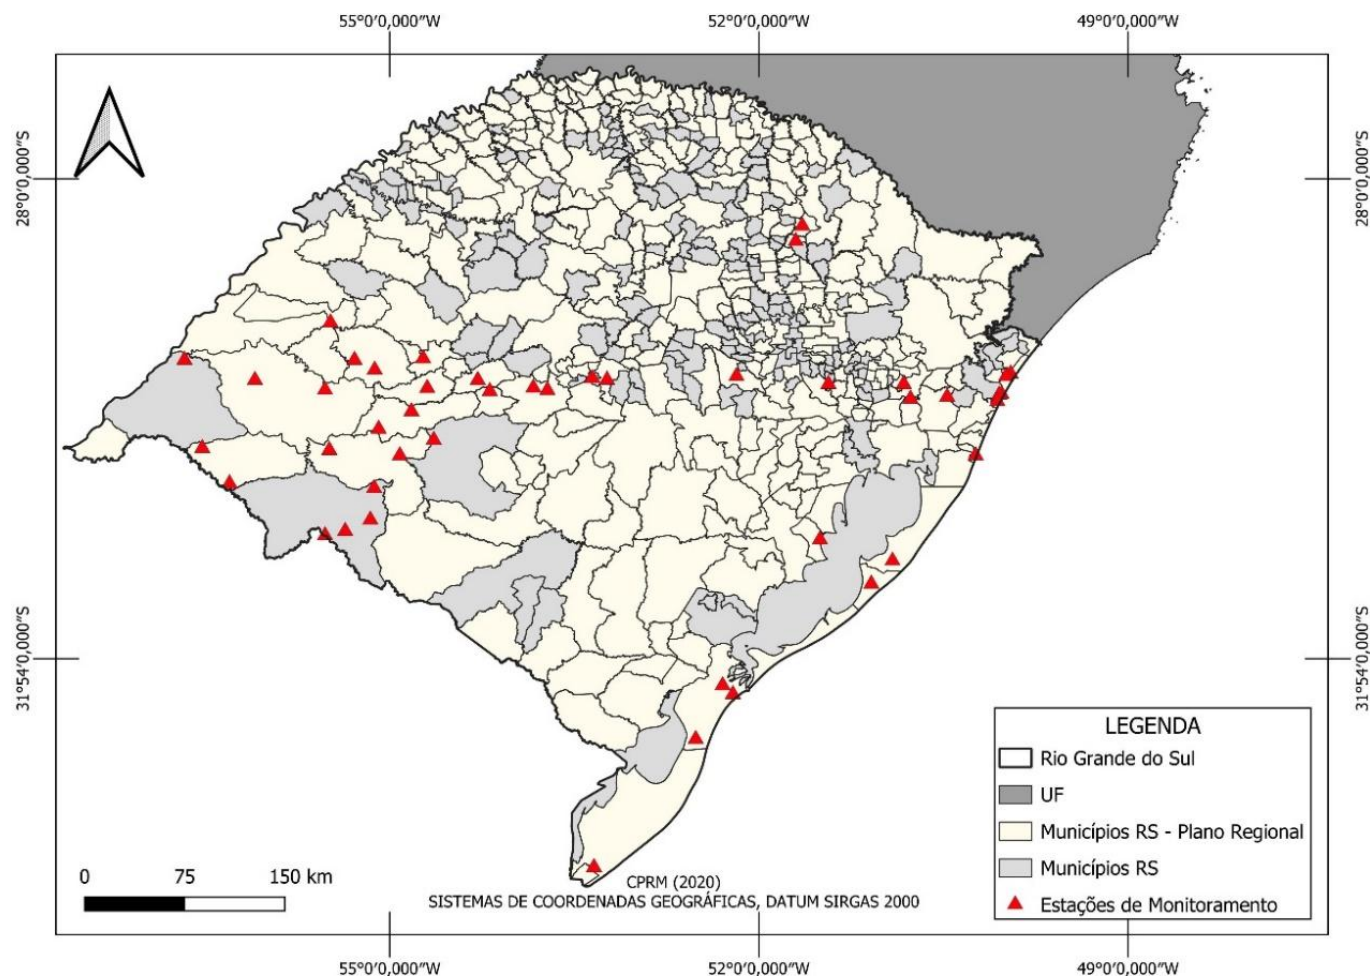 55°0′0,000″W 52°0′0,000″W 49°0′0,000″W
28°0′0,000″S 28°0′0,000″S
31°54′0,000″S 31°54′0,000″S
LEGENDA
Rio Grande do Sul
UF
Municípios RS - Plano Regional
Municípios RS
Estações de Monitoramento
0 75 150 km
CPRM (2020)
SISTEMAS DE COORDENADAS GEOGRÁFICAS, DATUM SIRGAS 2000
55°0′0,000″W 52°0′0,000″W 49°0′0,000″W